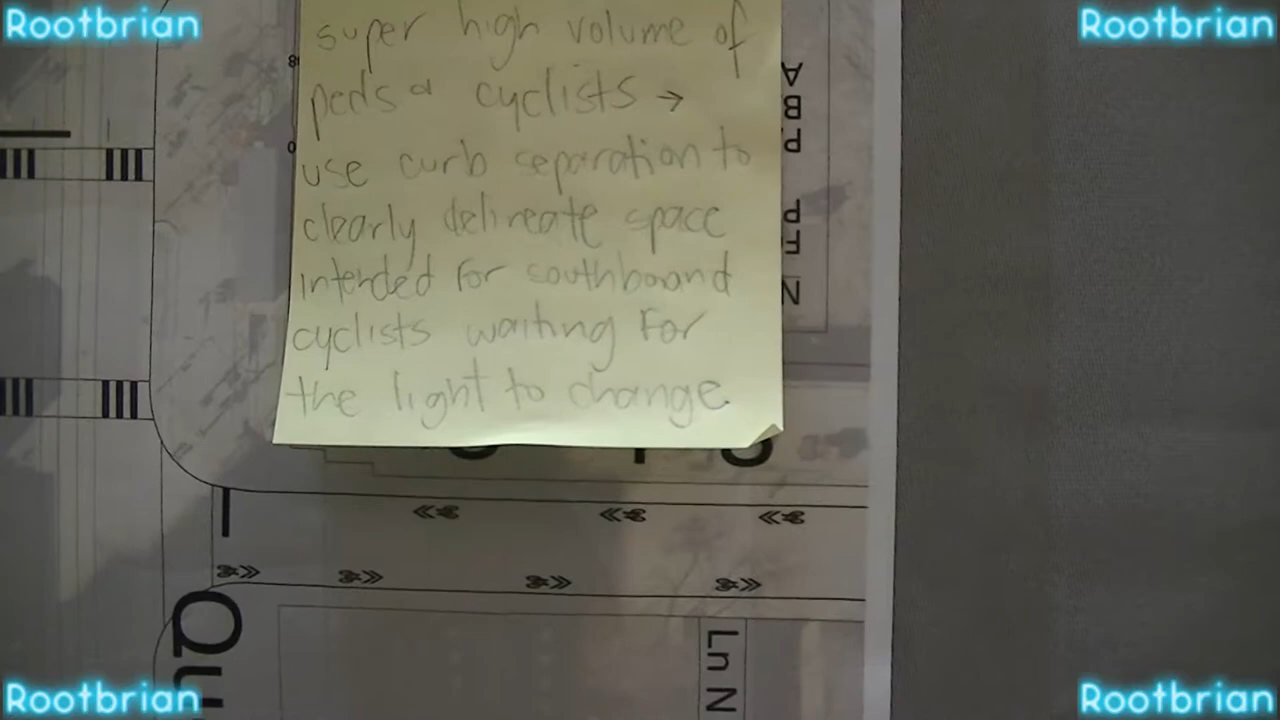 Rootbrian
Rootbrian
super high volume of
peds & cyclists →
use curb separation to
clearly delineate space
intended for southbound
cyclists waiting for
the light to change.
Ln N
Rootbrian
Rootbrian